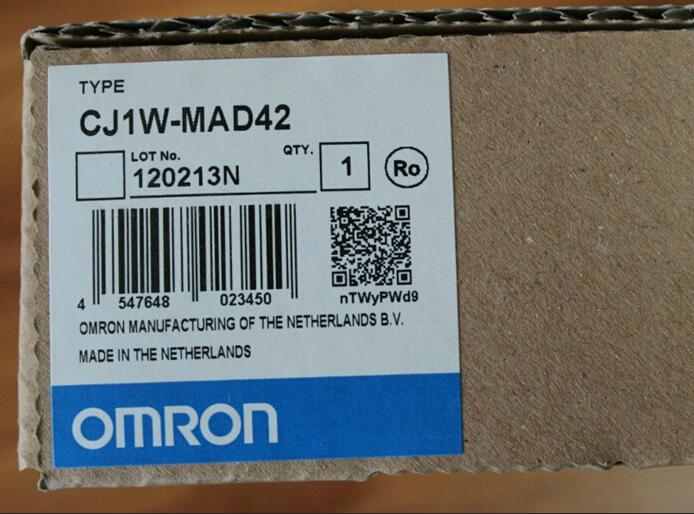 TYPE
CJ1W-MAD42
LOT No.
QTY.
120213N
1
Ro
4 547648 023450
nTWyPWd9
OMRON MANUFACTURING OF THE NETHERLANDS B.V.
MADE IN THE NETHERLANDS
OMRON